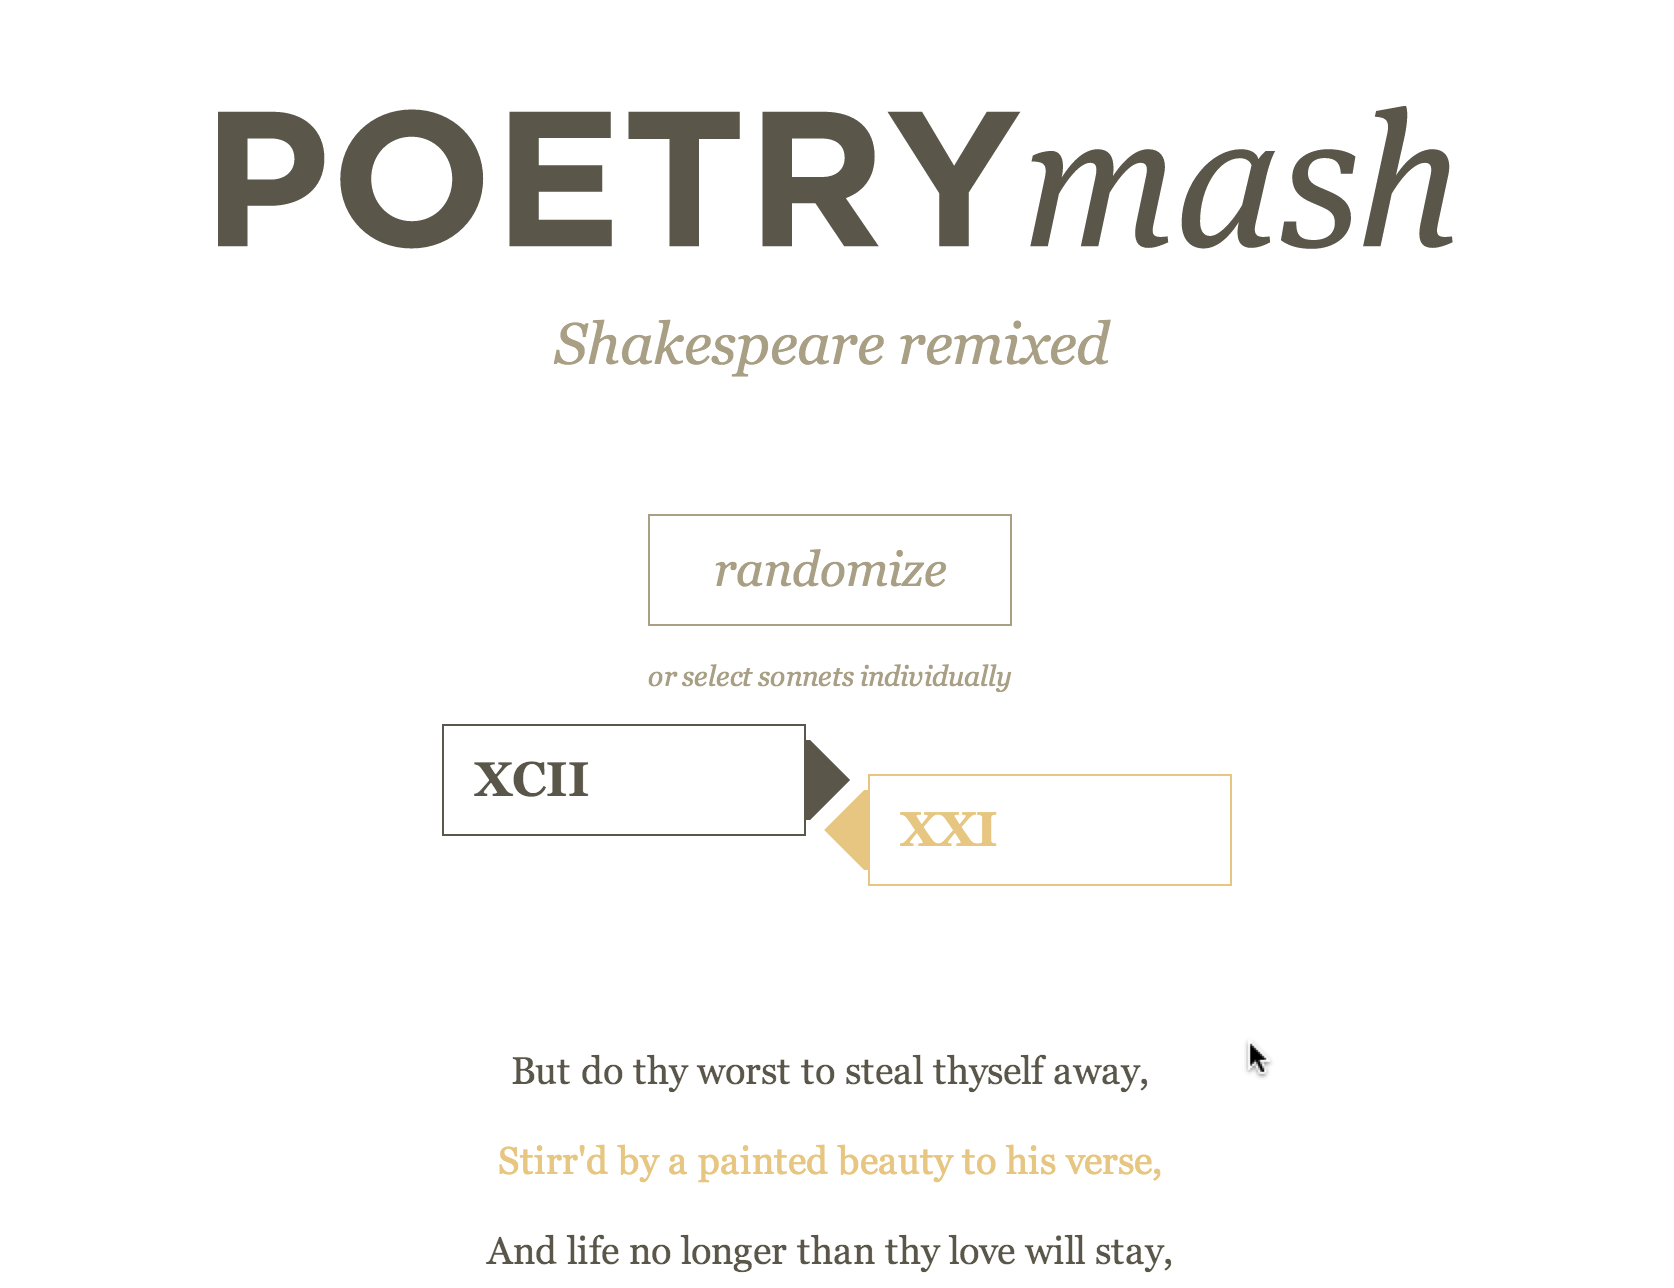 POETRYmash
Shakespeare remixed
randomize
or select sonnets individually
XCII
XXI
But do thy worst to steal thyself away,
Stirr'd by a painted beauty to his verse,
And life no longer than thy love will stay,